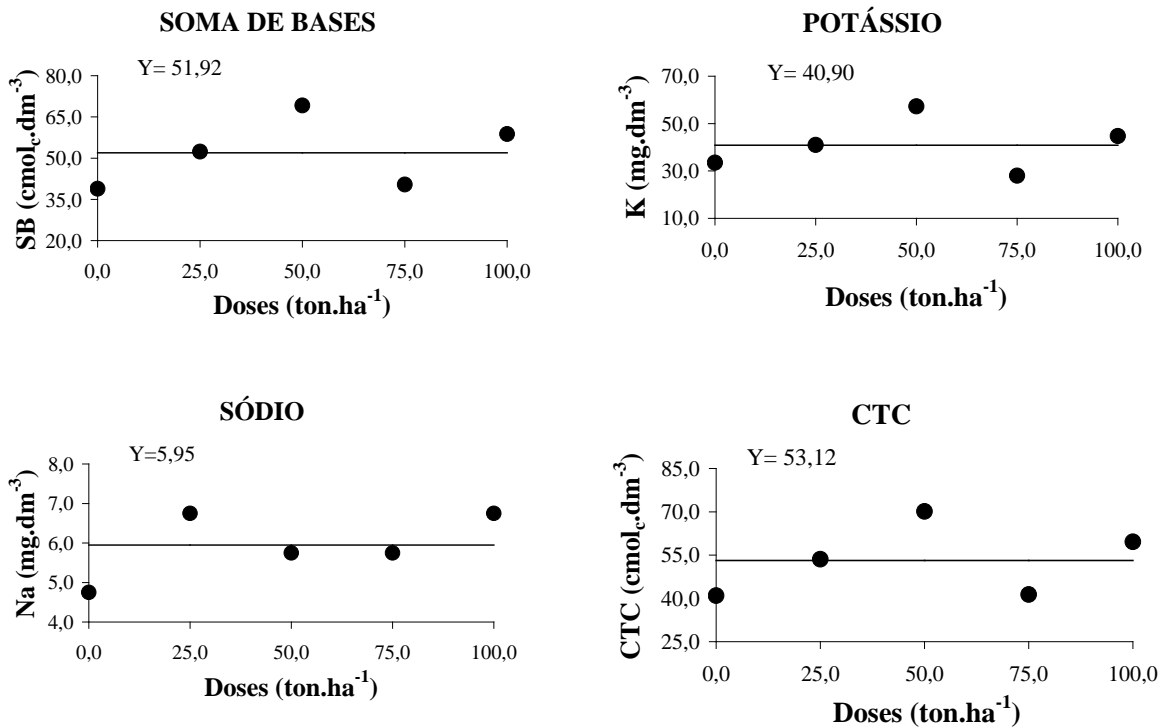 SOMA DE BASES
Y= 51,92
80,0
65,0
50,0
35,0
20,0
SB (cmol_c.dm^-3)
0,0 25,0 50,0 75,0 100,0
Doses (ton.ha^-1)
POTÁSSIO
Y= 40,90
70,0
50,0
30,0
10,0
K (mg.dm^-3)
0,0 25,0 50,0 75,0 100,0
Doses (ton.ha^-1)
SÓDIO
Y=5,95
8,0
7,0
6,0
5,0
4,0
Na (mg.dm^-3)
0,0 25,0 50,0 75,0 100,0
Doses (ton.ha^-1)
CTC
Y= 53,12
85,0
70,0
55,0
40,0
25,0
CTC (cmol_c.dm^-3)
0,0 25,0 50,0 75,0 100,0
Doses (ton.ha^-1)